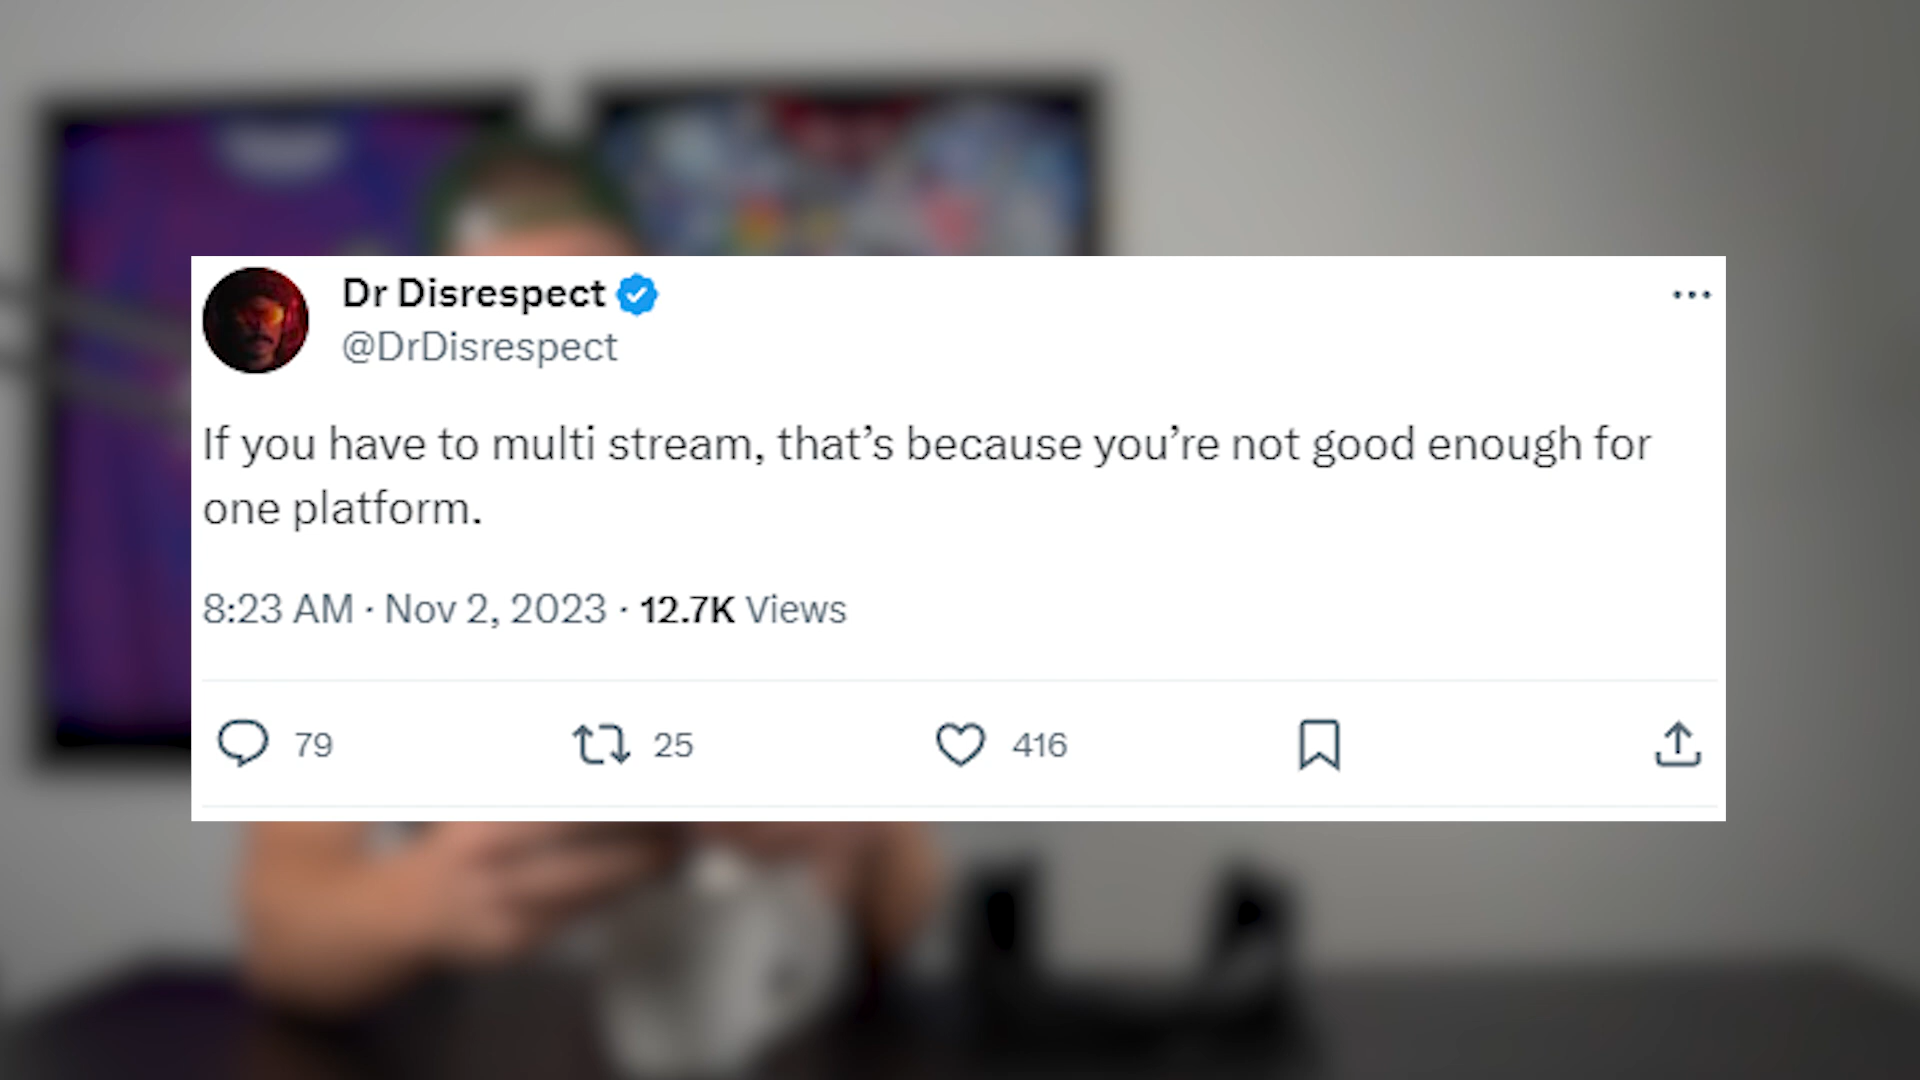 Dr Disrespect
@DrDisrespect
If you have to multi stream, that’s because you’re not good enough for
one platform.
8:23 AM · Nov 2, 2023 · 12.7K Views
79 25 416